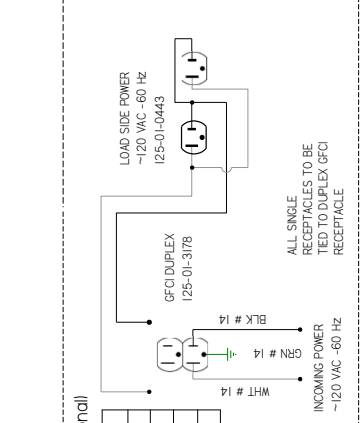 LOAD SIDE POWER
~120 VAC -60 Hz
125-01-0443
GFCI DUPLEX
125-01-3178
ALL SINGLE
RECEPTACLES TO BE
TIED TO DUPLEX GFCI
RECEPTACLE
BLK # 14
GRN # 14
WHT # 14
INCOMING POWER
~120 VAC -60 Hz
onal)